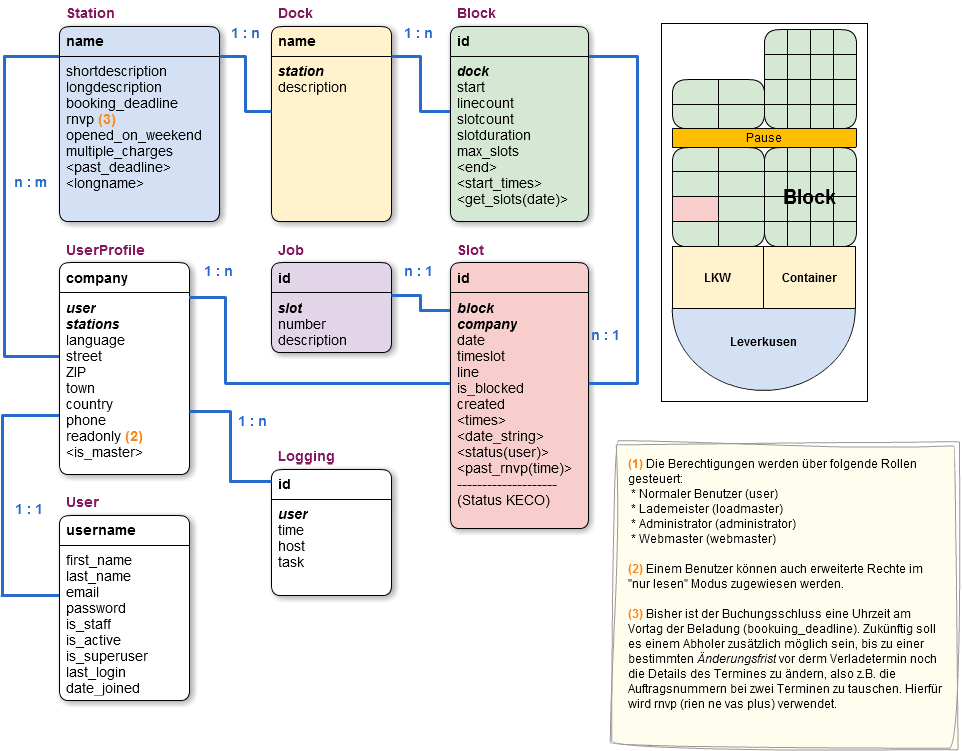 Station
name
shortdescription
longdescription
booking_deadline
rnvp (3)
opened_on_weekend
multiple_charges
<past_deadline>
<longname>
1 : n
Dock
name
station
description
1 : n
Block
id
dock
start
linecount
slotcount
slotduration
max_slots
<end>
<start_times>
<get_slots(date)>
n : m
UserProfile
company
user
stations
language
street
ZIP
town
country
phone
readonly (2)
<is_master>
1 : n
Job
id
slot
number
description
n : 1
Slot
id
block
company
date
timeslot
line
is_blocked
created
<times>
<date_string>
<status(user)>
<past_rnvp(time)>
--------------------
(Status KECO)
n : 1
1 : n
Logging
id
user
time
host
task
1 : 1
User
username
first_name
last_name
email
password
is_staff
is_active
is_superuser
last_login
date_joined
Pause
Block
LKW
Container
Leverkusen
(1) Die Berechtigungen werden über folgende Rollen
gesteuert:
* Normaler Benutzer (user)
* Lademeister (loadmaster)
* Administrator (administrator)
* Webmaster (webmaster)
(2) Einem Benutzer können auch erweiterte Rechte im
"nur lesen" Modus zugewiesen werden.
(3) Bisher ist der Buchungsschluss eine Uhrzeit am
Vortag der Beladung (bookuing_deadline). Zukünftig soll
es einem Abholer zusätzlich möglich sein, bis zu einer
bestimmten Änderungsfrist vor derm Verladetermin noch
die Details des Termines zu ändern, also z.B. die
Auftragsnummern bei zwei Terminen zu tauschen. Hierfür
wird rnvp (rien ne vas plus) verwendet.